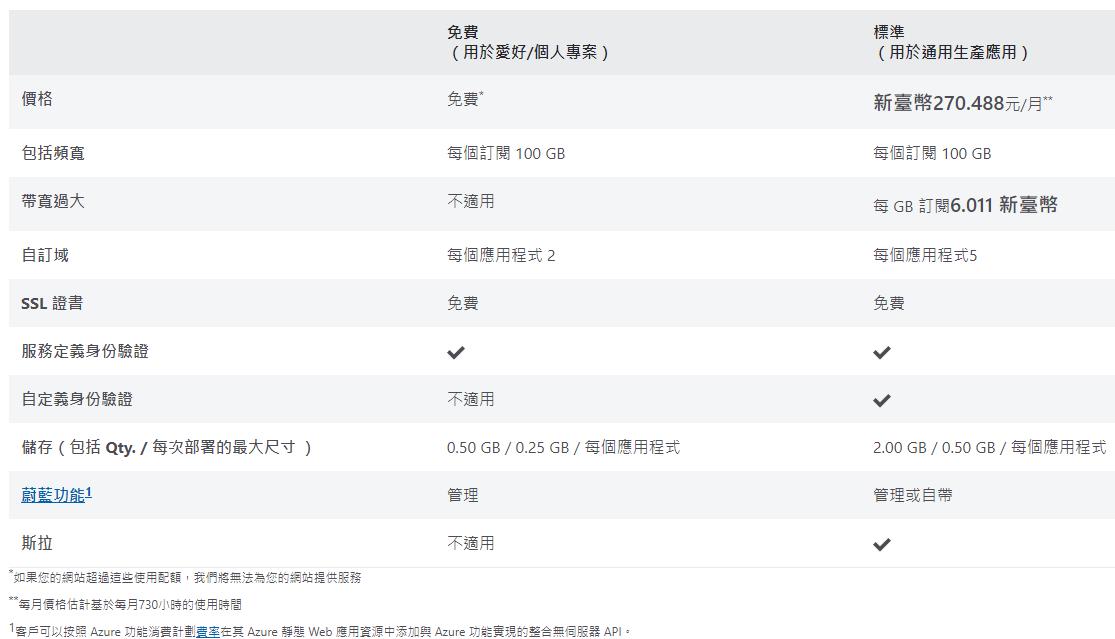 免費 標準
（用於愛好/個人專案） （用於通用生產應用）
價格 免費* 新臺幣270.488元/月**
包括頻寬 每個訂閱 100 GB 每個訂閱 100 GB
帶寬過大 不適用 每 GB 訂閱6.011 新臺幣
自訂域 每個應用程式 2 每個應用程式5
SSL 證書 免費 免費
服務定義身份驗證 ✔ ✔
自定義身份驗證 不適用 ✔
儲存（包括 Qty. / 每次部署的最大尺寸 ） 0.50 GB / 0.25 GB / 每個應用程式 2.00 GB / 0.50 GB / 每個應用程式
蔚藍功能1 管理 管理或自帶
斯拉 不適用 ✔
*如果您的網站超過這些使用配額，我們將無法為您的網站提供服務
**每月價格估計基於每月730小時的使用時間
1客戶可以按照 Azure 功能消費計劃費率在其 Azure 靜態 Web 應用資源中添加與 Azure 功能實現的整合無伺服器 API。